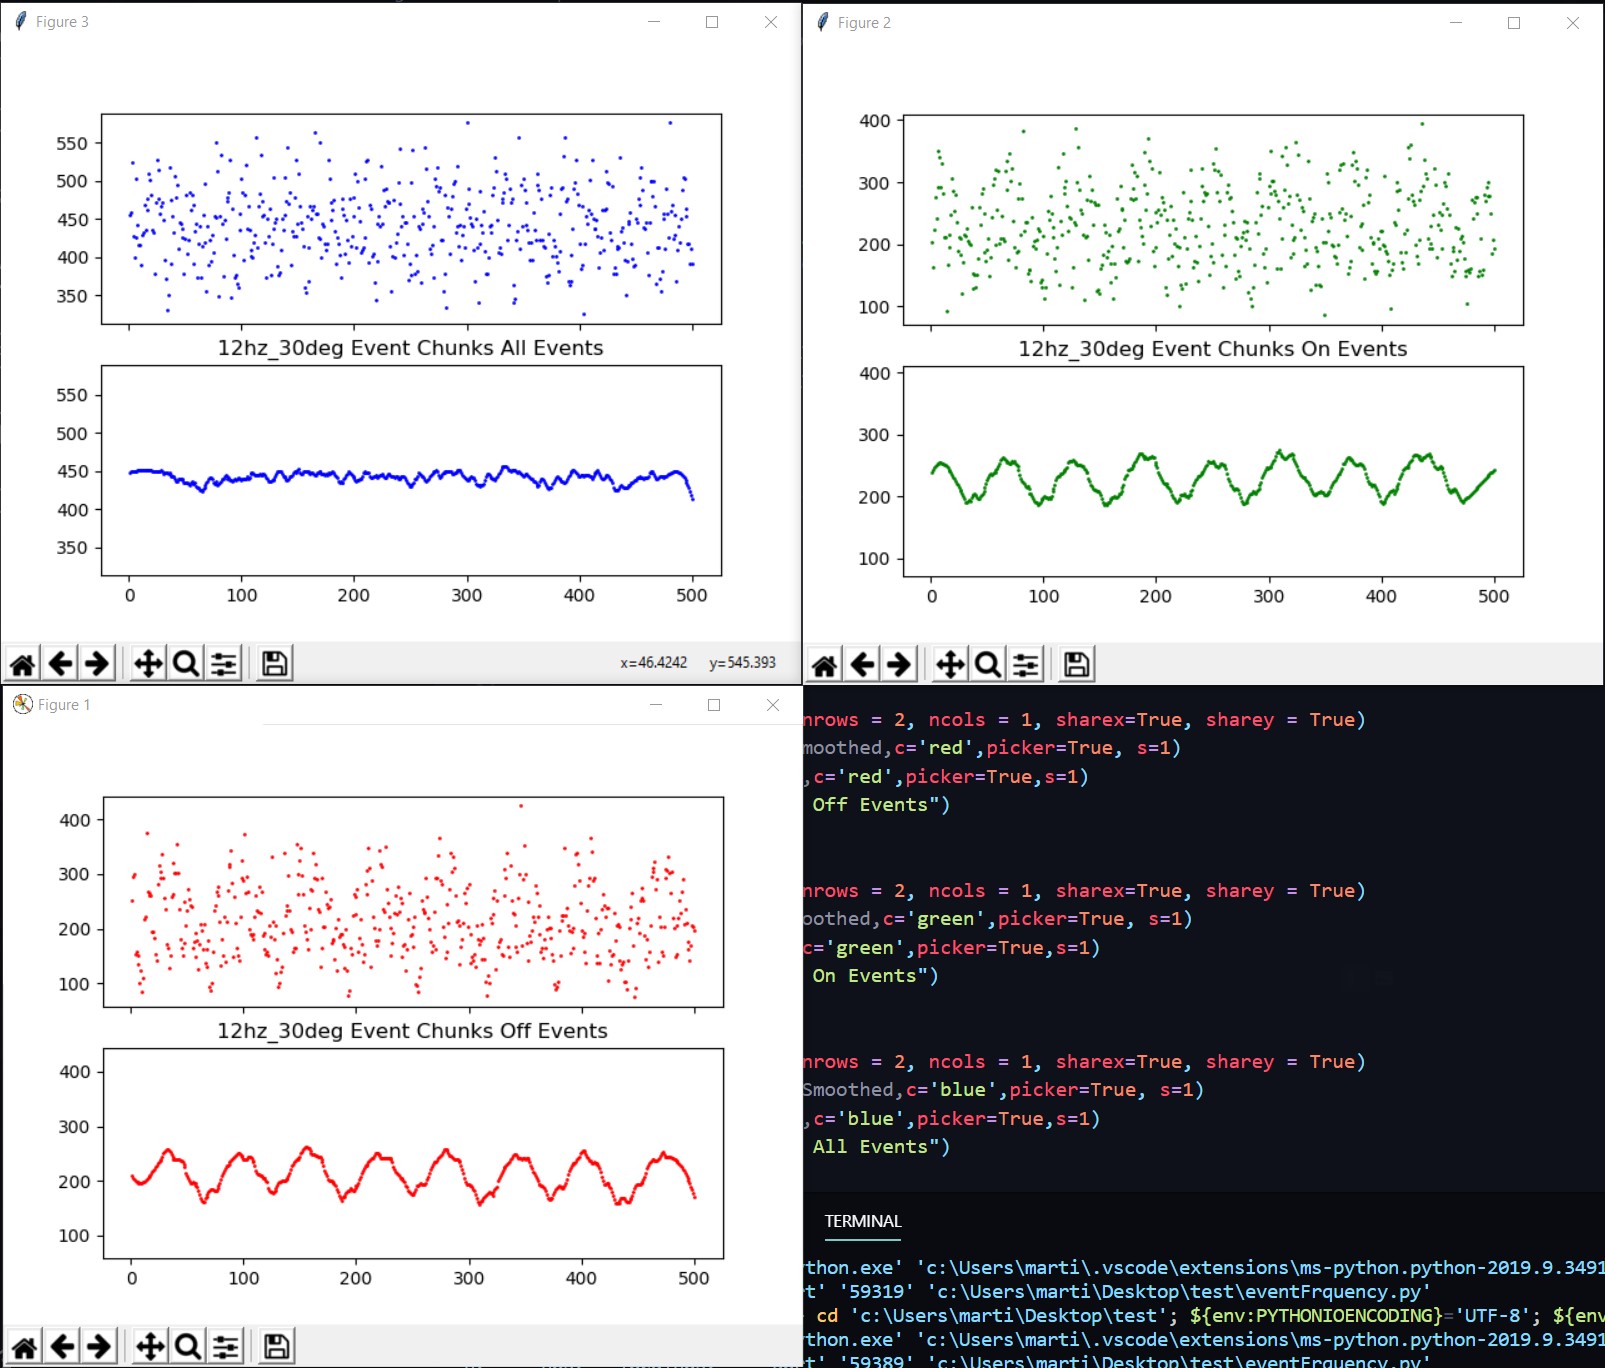 Figure 3
550
500
450
400
350
12hz_30deg Event Chunks All Events
550
500
450
400
350
0 100 200 300 400 500
x=46.4242 y=545.393
Figure 2
400
300
200
100
12hz_30deg Event Chunks On Events
400
300
200
100
0 100 200 300 400 500
Figure 1
400
300
200
100
12hz_30deg Event Chunks Off Events
400
300
200
100
0 100 200 300 400 500
nrows = 2, ncols = 1, sharex=True, sharey = True)
moothed,c='red',picker=True, s=1)
,c='red',picker=True,s=1)
Off Events")
nrows = 2, ncols = 1, sharex=True, sharey = True)
oothed,c='green',picker=True, s=1)
c='green',picker=True,s=1)
On Events")
nrows = 2, ncols = 1, sharex=True, sharey = True)
Smoothed,c='blue',picker=True, s=1)
,c='blue',picker=True,s=1)
All Events")
TERMINAL
ython.exe' 'c:\Users\marti\.vscode\extensions\ms-python.python-2019.9.3491
rt' '59319' 'c:\Users\marti\Desktop\test\eventFrquency.py'
cd 'c:\Users\marti\Desktop\test'; ${env:PYTHONIOENCODING}='UTF-8'; ${env
ython.exe' 'c:\Users\marti\.vscode\extensions\ms-python.python-2019.9.3491
rt' '59389' 'c:\Users\marti\Desktop\test\eventFrquency.py'